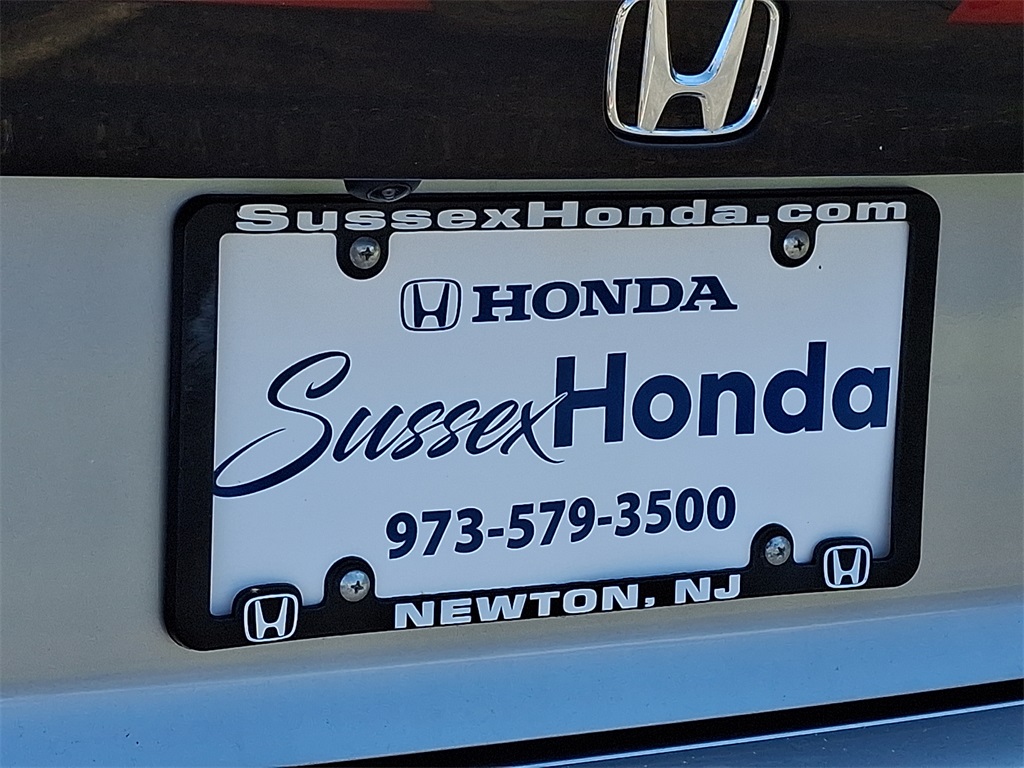 SussexHonda.com
HONDA
SussexHonda
973-579-3500
NEWTON, NJ